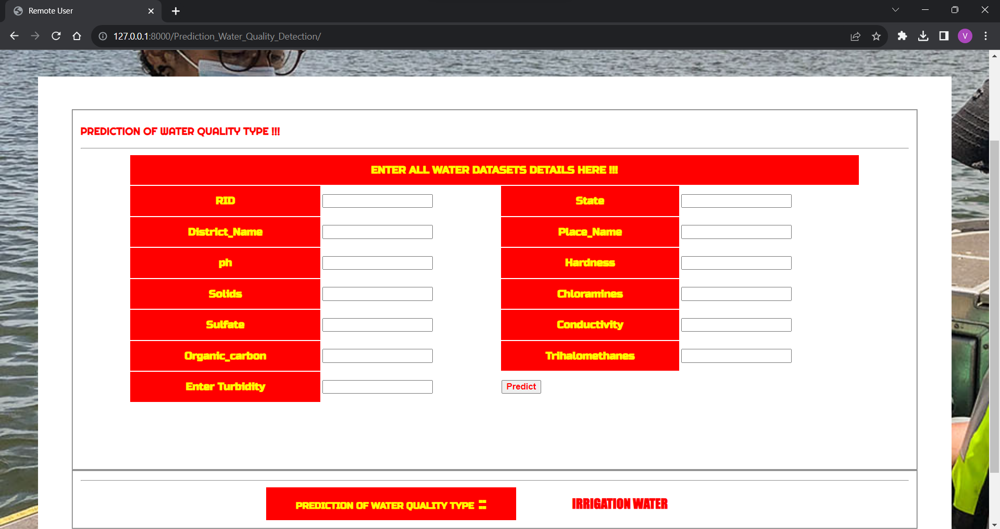 Remote User
127.0.0.1:8000/Prediction_Water_Quality_Detection/
V
PREDICTION OF WATER QUALITY TYPE !!!
ENTER ALL WATER DATASETS DETAILS HERE !!!
RID State
District_Name Place_Name
ph Hardness
Solids Chloramines
Sulfate Conductivity
Organic_carbon Trihalomethanes
Enter Turbidity Predict
PREDICTION OF WATER QUALITY TYPE = IRRIGATION WATER